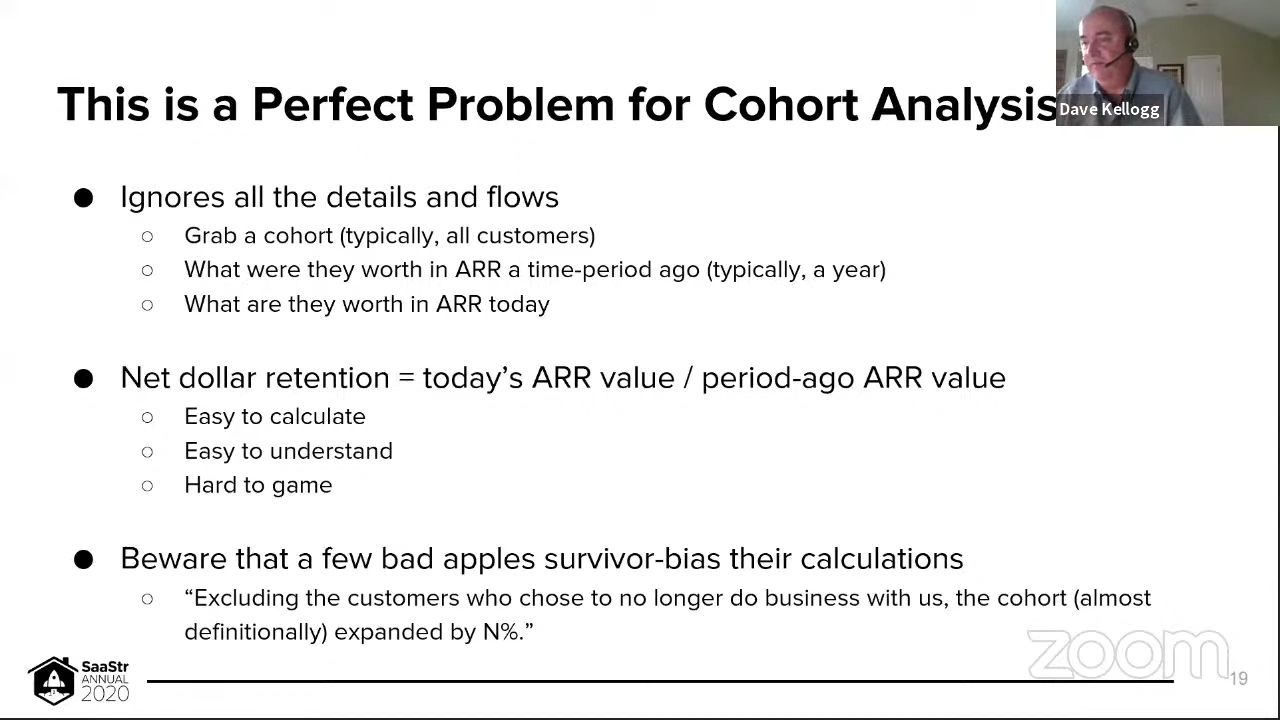 This is a Perfect Problem for Cohort Analysis
Dave Kellogg
● Ignores all the details and flows
○ Grab a cohort (typically, all customers)
○ What were they worth in ARR a time-period ago (typically, a year)
○ What are they worth in ARR today
● Net dollar retention = today’s ARR value / period-ago ARR value
○ Easy to calculate
○ Easy to understand
○ Hard to game
● Beware that a few bad apples survivor-bias their calculations
○ “Excluding the customers who chose to no longer do business with us, the cohort (almost
definitionally) expanded by N%.”
zoom
SaaStr
ANNUAL
2020
19